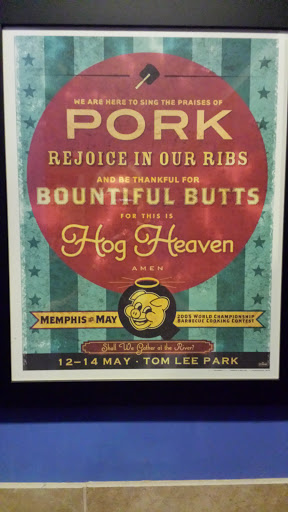 WE ARE HERE TO SING THE PRAISES OF
PORK
REJOICE IN OUR RIBS
AND BE THANKFUL FOR
BOUNTIFUL BUTTS
FOR THIS IS
Hog Heaven
AMEN
MEMPHIS IN MAY
2005 WORLD CHAMPIONSHIP
BARBECUE COOKING CONTEST
Shall We Gather at the River?
12–14 MAY · TOM LEE PARK